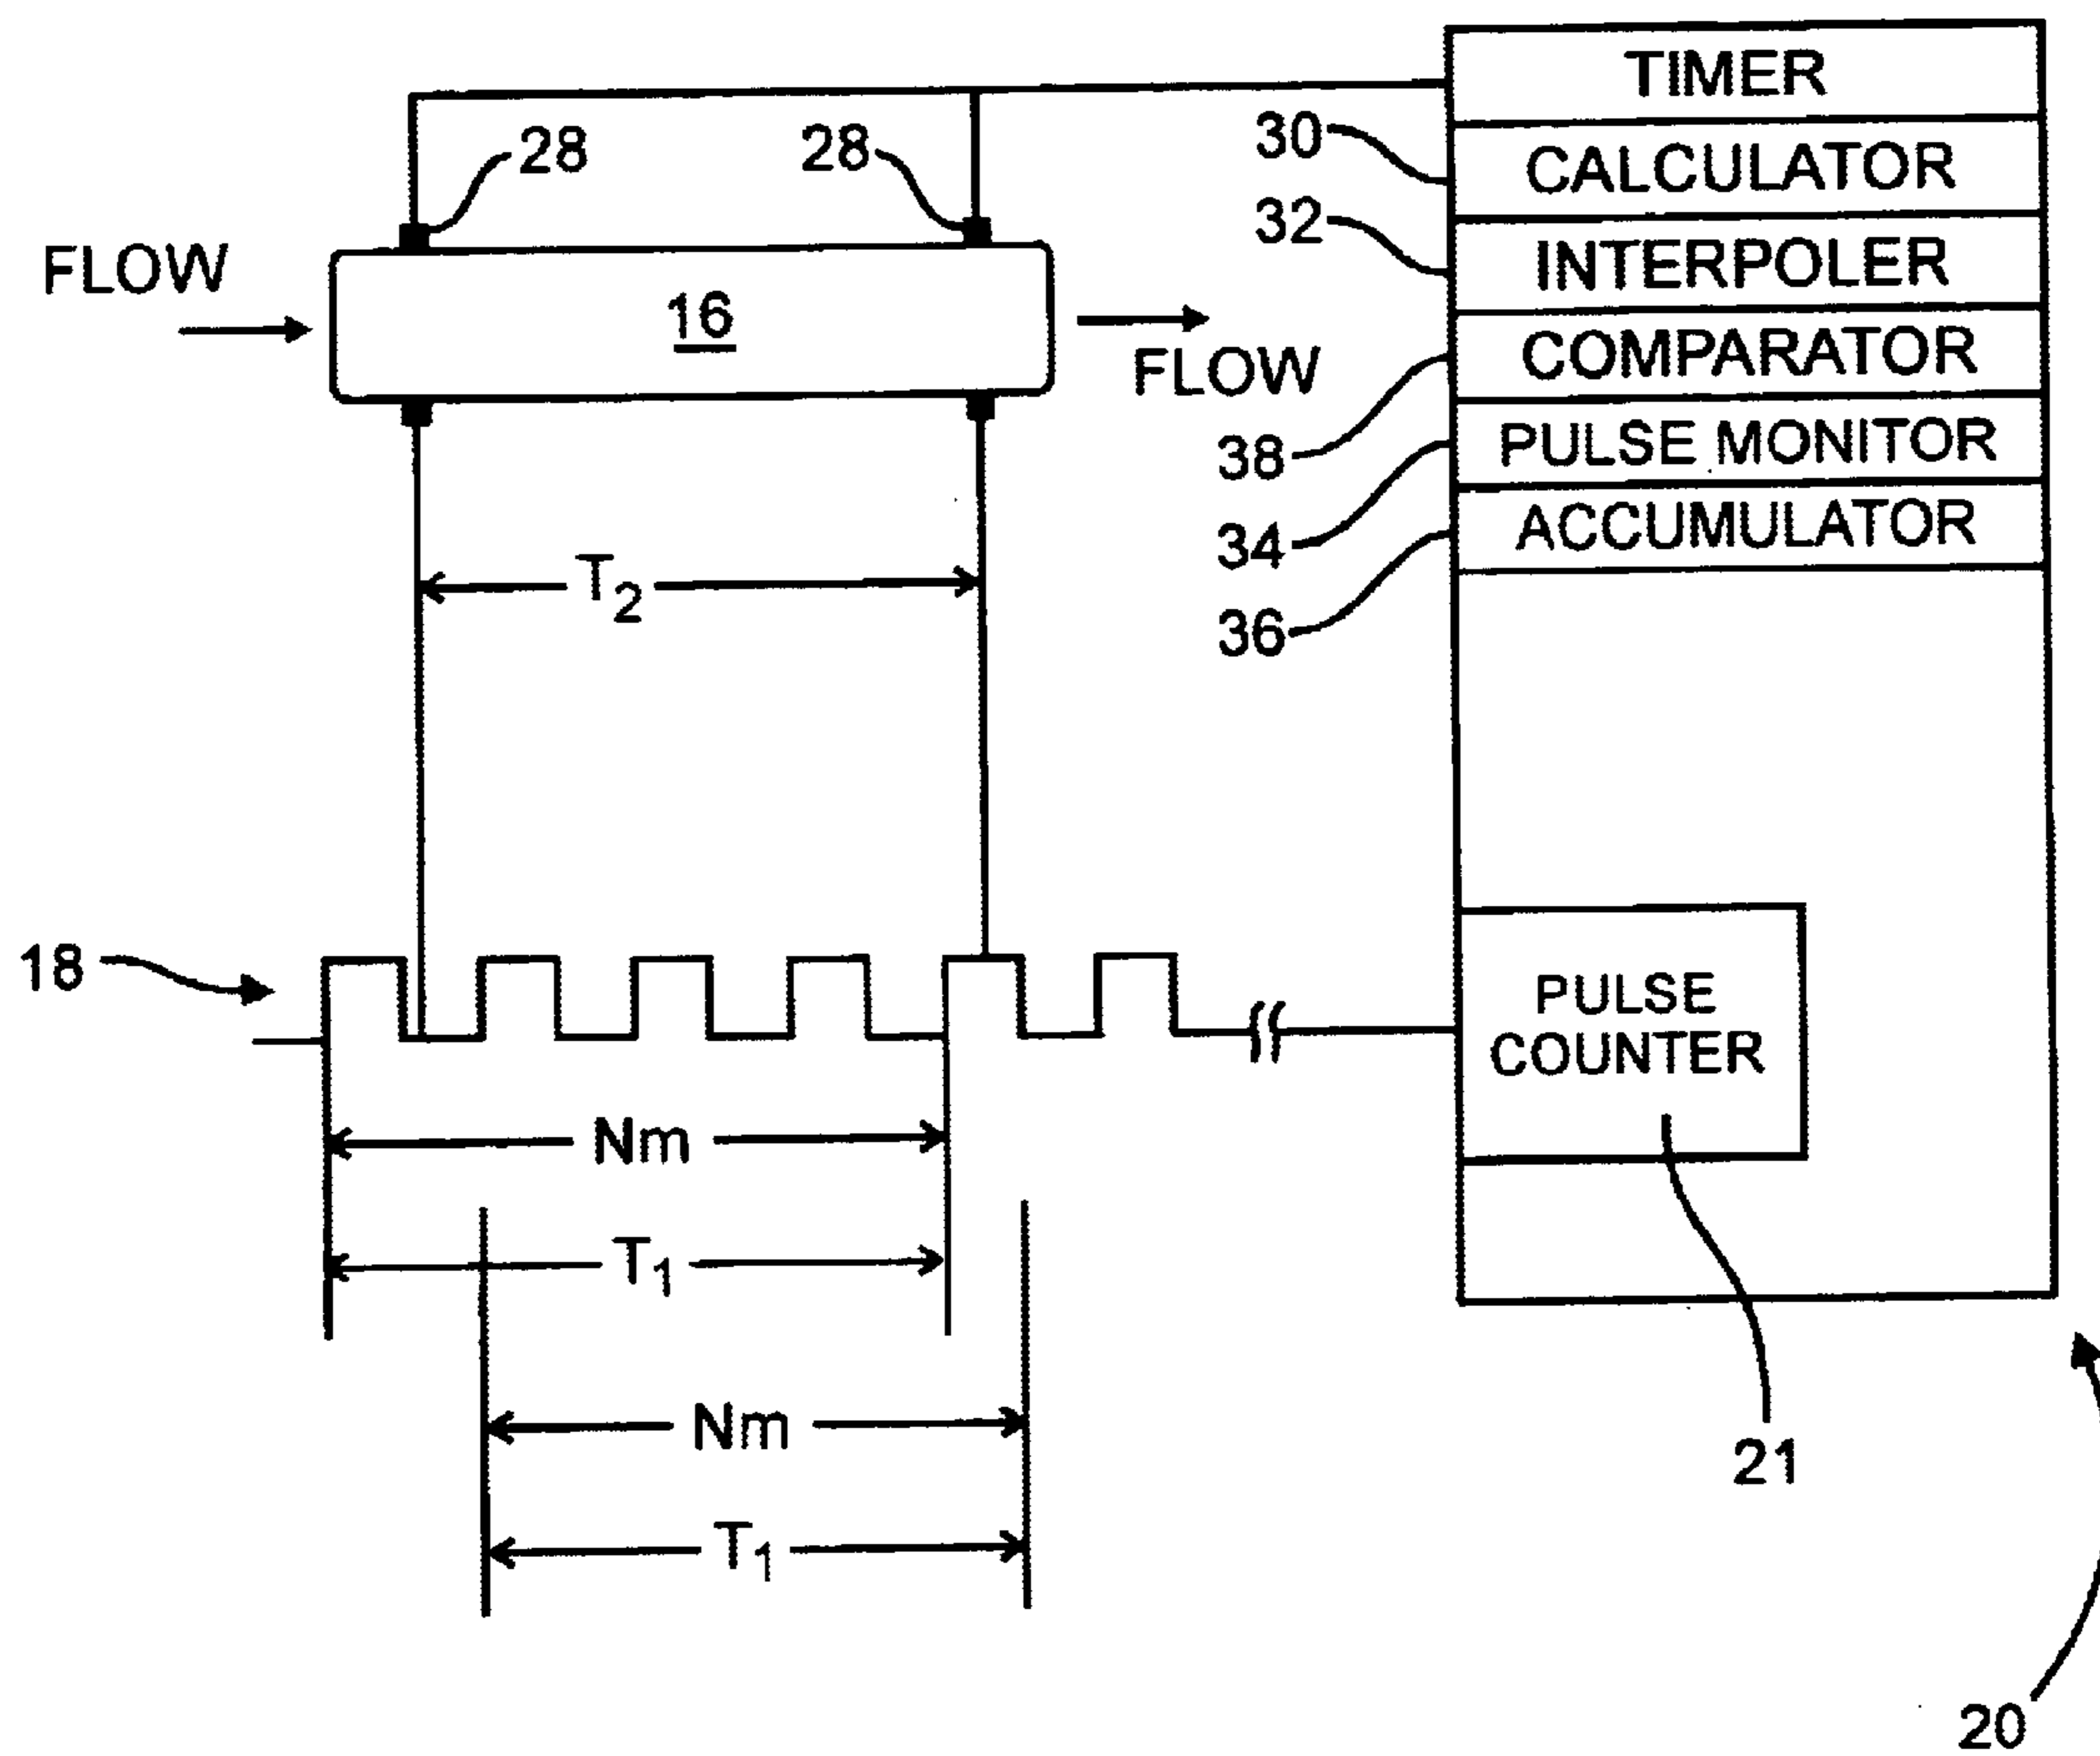 TIMER
28
28
30
CALCULATOR
32
FLOW
INTERPOLER
16
COMPARATOR
FLOW
38
PULSE MONITOR
34
ACCUMULATOR
T2
36
18
PULSE
COUNTER
Nm
T1
Nm
21
T1
20